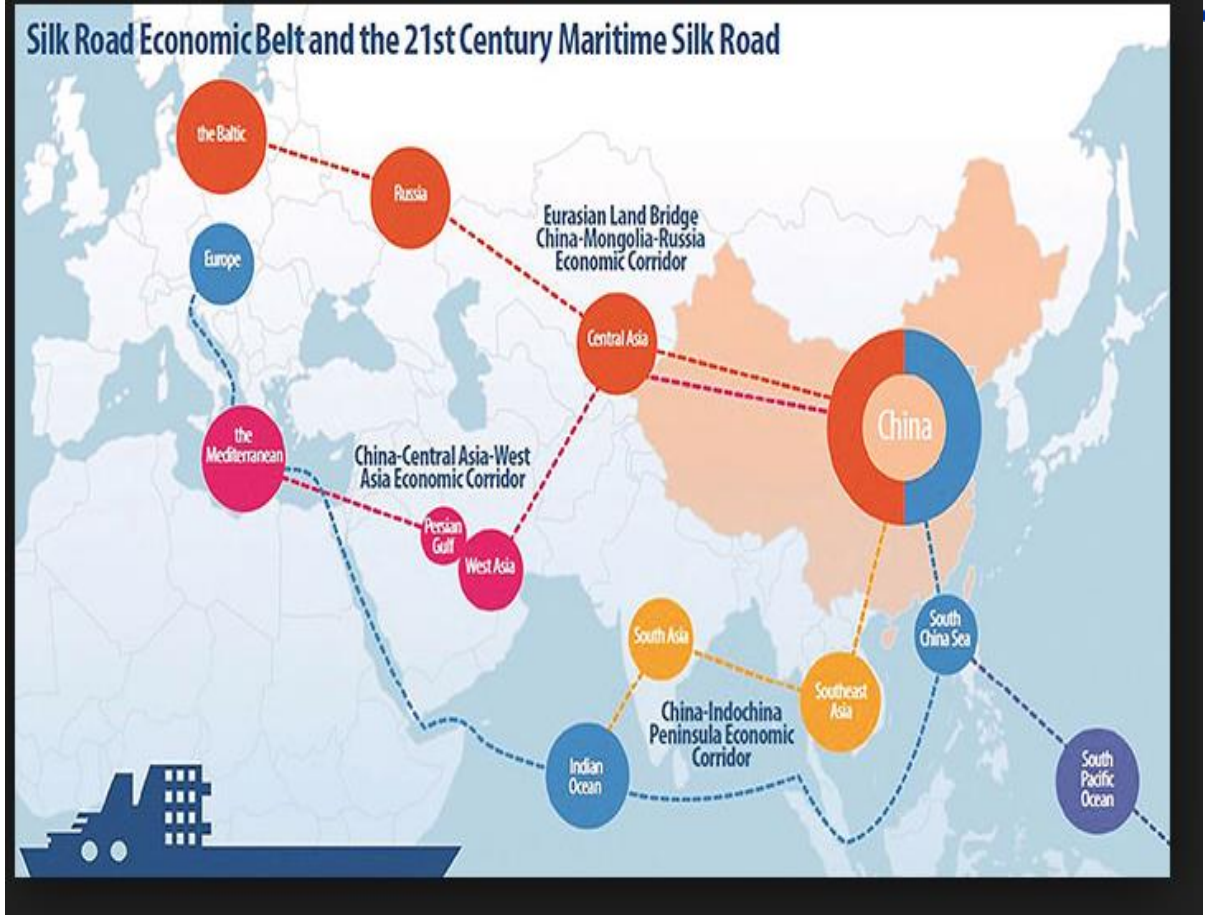 Silk Road Economic Belt and the 21st Century Maritime Silk Road
the Baltic
Russia
Europe
Eurasian Land Bridge
China-Mongolia-Russia
Economic Corridor
Central Asia
China
the
Mediterranean
China-Central Asia-West
Asia Economic Corridor
Persian
Gulf
West Asia
South Asia
South
China Sea
Southeast
Asia
China-Indochina
Peninsula Economic
Corridor
Indian
Ocean
South
Pacific
Ocean